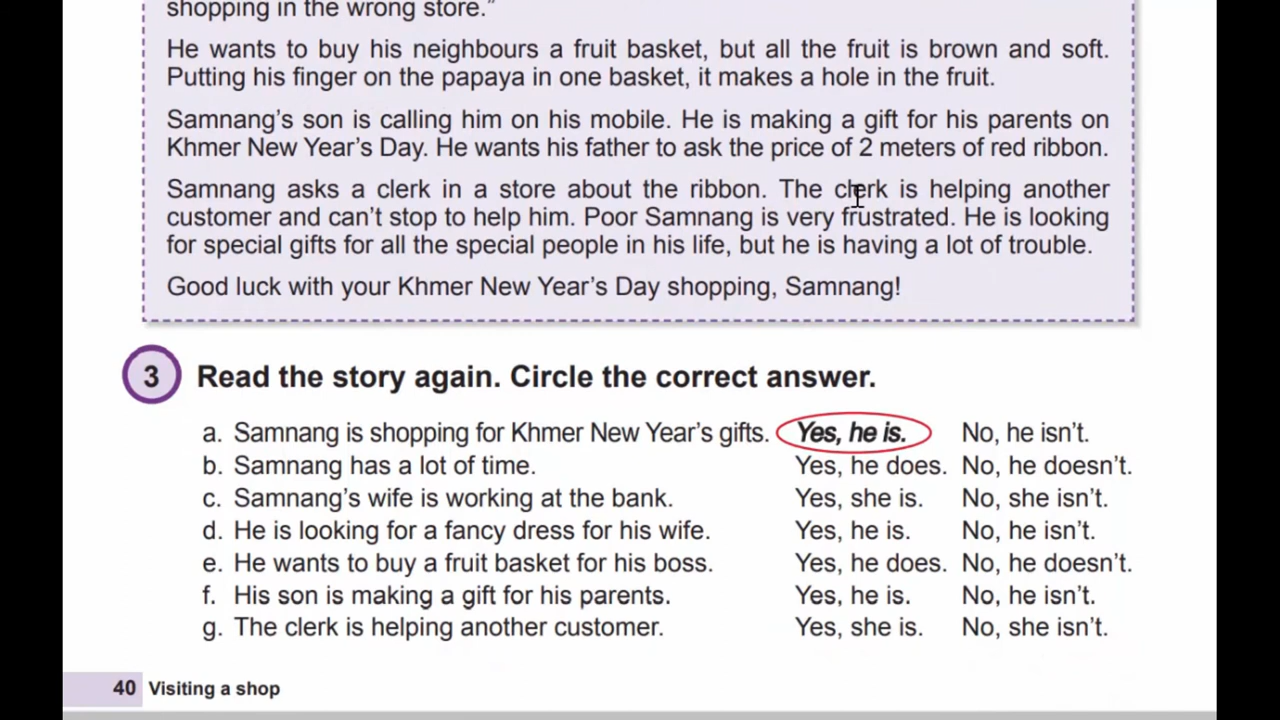 shopping in the wrong store.”
He wants to buy his neighbours a fruit basket, but all the fruit is brown and soft.
Putting his finger on the papaya in one basket, it makes a hole in the fruit.
Samnang’s son is calling him on his mobile. He is making a gift for his parents on
Khmer New Year’s Day. He wants his father to ask the price of 2 meters of red ribbon.
Samnang asks a clerk in a store about the ribbon. The clerk is helping another
customer and can’t stop to help him. Poor Samnang is very frustrated. He is looking
for special gifts for all the special people in his life, but he is having a lot of trouble.
Good luck with your Khmer New Year’s Day shopping, Samnang!
3 Read the story again. Circle the correct answer.
a. Samnang is shopping for Khmer New Year’s gifts. Yes, he is. No, he isn’t.
b. Samnang has a lot of time. Yes, he does. No, he doesn’t.
c. Samnang’s wife is working at the bank. Yes, she is. No, she isn’t.
d. He is looking for a fancy dress for his wife. Yes, he is. No, he isn’t.
e. He wants to buy a fruit basket for his boss. Yes, he does. No, he doesn’t.
f. His son is making a gift for his parents. Yes, he is. No, he isn’t.
g. The clerk is helping another customer. Yes, she is. No, she isn’t.
40 Visiting a shop